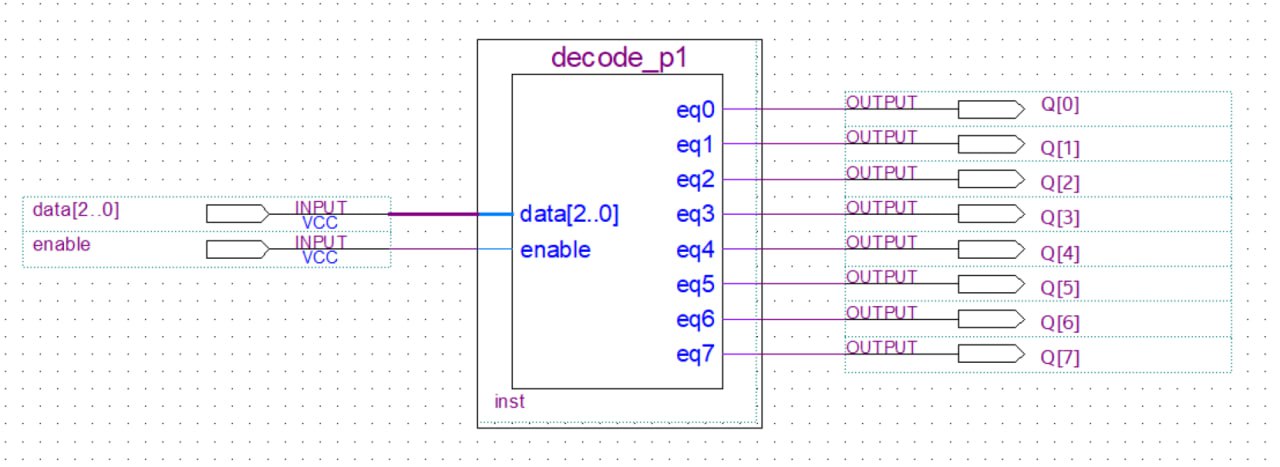 decode_p1
data[2..0]
INPUT
VCC
enable
INPUT
VCC
data[2..0]
enable
eq0
eq1
eq2
eq3
eq4
eq5
eq6
eq7
inst
OUTPUT
Q[0]
OUTPUT
Q[1]
OUTPUT
Q[2]
OUTPUT
Q[3]
OUTPUT
Q[4]
OUTPUT
Q[5]
OUTPUT
Q[6]
OUTPUT
Q[7]